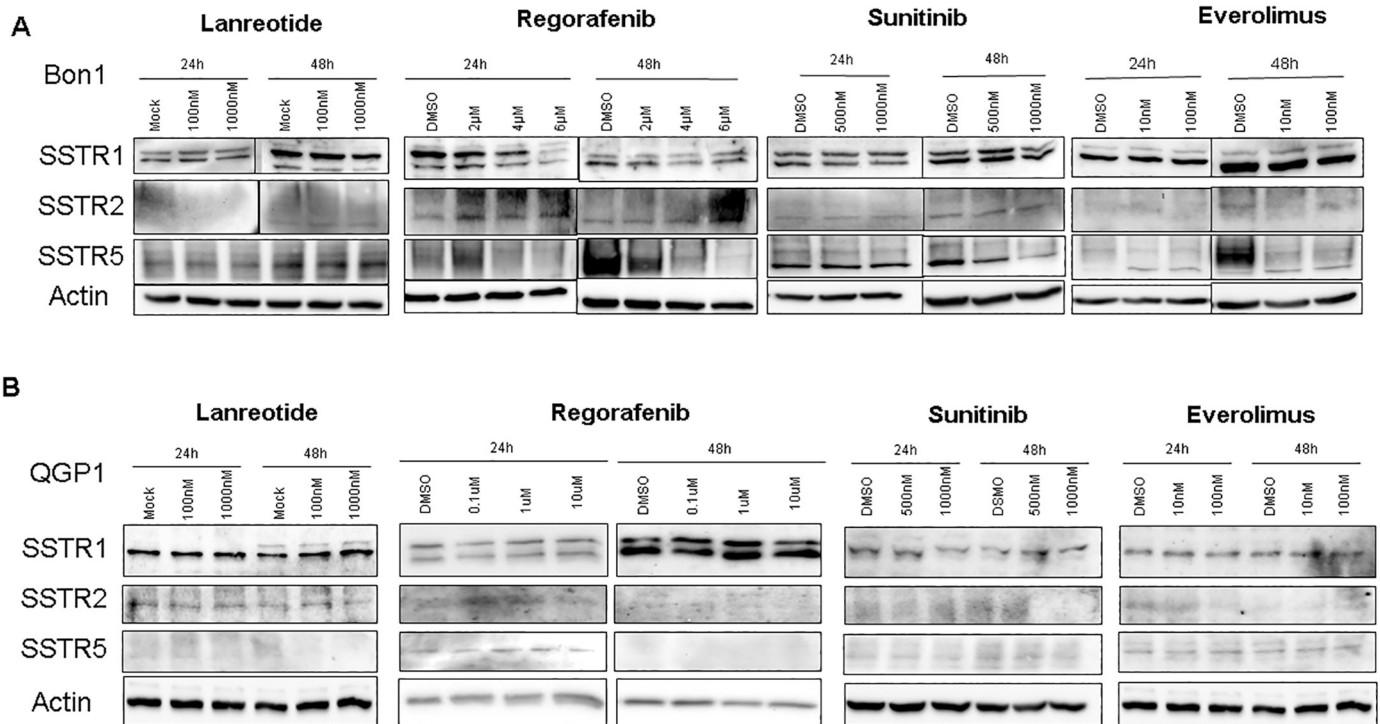 A
Lanreotide Regorafenib Sunitinib Everolimus
Bon1
24h 48h 24h 48h 24h 48h 24h 48h
Mock 100nM 1000nM Mock 100nM 1000nM DMSO 2µM 4µM 6µM DMSO 2µM 4µM 6µM DMSO 500nM 1000nM DMSO 500nM 1000nM DMSO 10nM 100nM DMSO 10nM 100nM
SSTR1
SSTR2
SSTR5
Actin
B
Lanreotide Regorafenib Sunitinib Everolimus
QGP1
24h 48h 24h 48h 24h 48h 24h 48h
Mock 100nM 1000nM Mock 100nM 1000nM DMSO 0.1uM 1uM 10uM DMSO 0.1uM 1uM 10uM DMSO 500nM 1000nM DSMO 500nM 1000nM DMSO 10nM 100nM DMSO 10nM 100nM
SSTR1
SSTR2
SSTR5
Actin